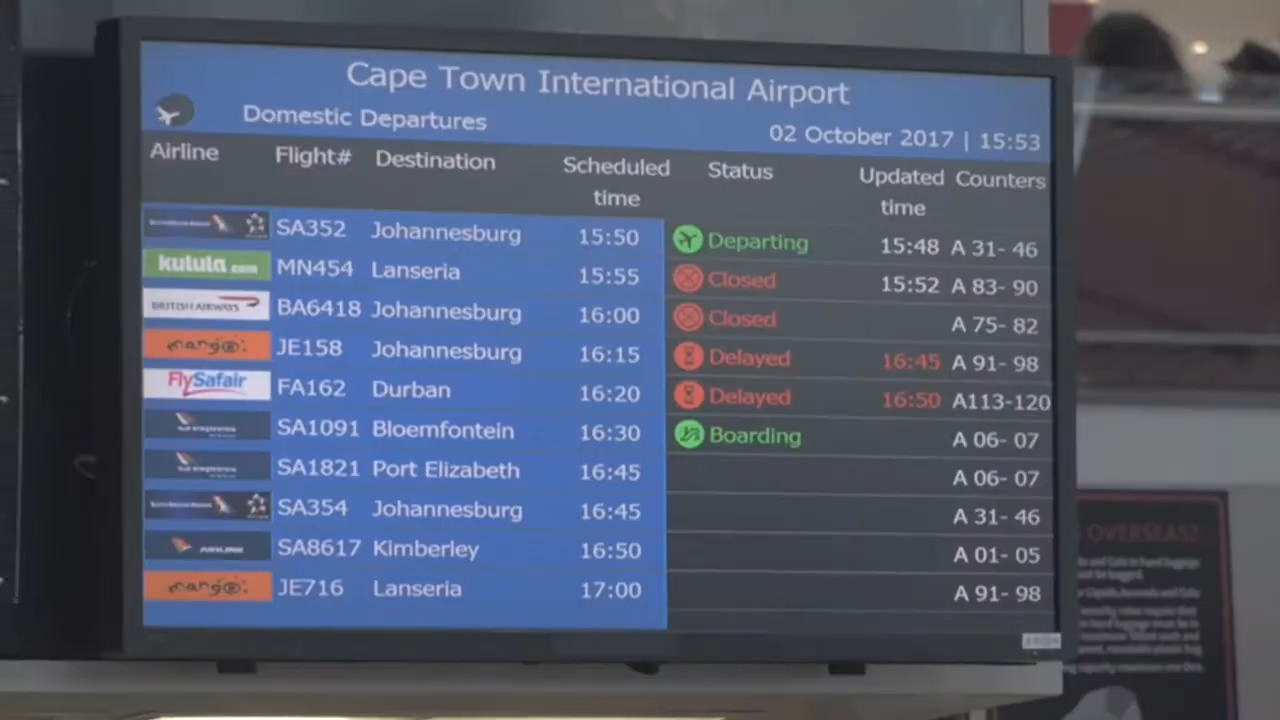 Cape Town International Airport
Domestic Departures
02 October 2017 | 15:53
Airline Flight# Destination Scheduled time Status Updated time Counters
SA352 Johannesburg 15:50 Departing 15:48 A 31- 46
kulula.com MN454 Lanseria 15:55 Closed 15:52 A 83- 90
BRITISH AIRWAYS BA6418 Johannesburg 16:00 Closed A 75- 82
mango JE158 Johannesburg 16:15 Delayed 16:45 A 91- 98
FlySafair FA162 Durban 16:20 Delayed 16:50 A113-120
SA1091 Bloemfontein 16:30 Boarding A 06- 07
SA1821 Port Elizabeth 16:45 A 06- 07
SA354 Johannesburg 16:45 A 31- 46
AIRLINK SA8617 Kimberley 16:50 A 01- 05
mango JE716 Lanseria 17:00 A 91- 98
OVERSEAS?